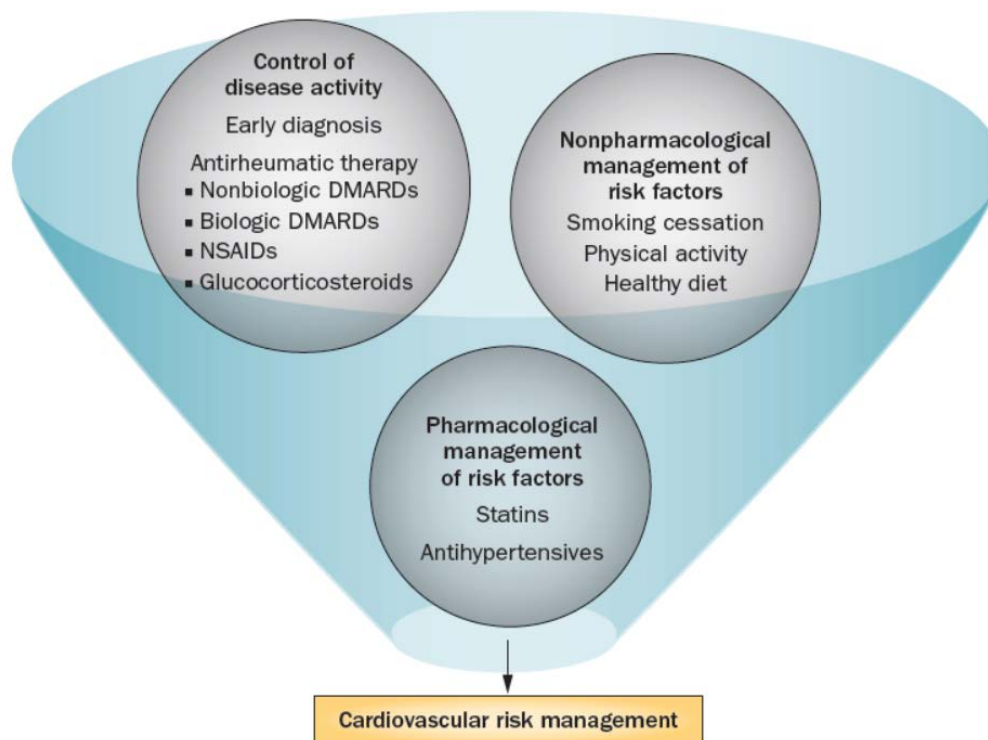 Control of
disease activity
Early diagnosis
Antirheumatic therapy
▪ Nonbiologic DMARDs
▪ Biologic DMARDs
▪ NSAIDs
▪ Glucocorticosteroids
Nonpharmacological
management of
risk factors
Smoking cessation
Physical activity
Healthy diet
Pharmacological
management
of risk factors
Statins
Antihypertensives
Cardiovascular risk management